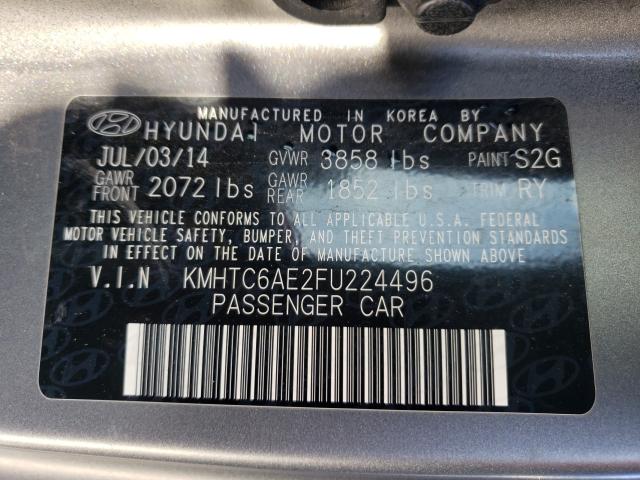 MANUFACTURED IN KOREA BY
HYUNDAI MOTOR COMPANY
JUL/03/14 GVWR 3858 lbs PAINT S2G
GAWR FRONT 2072 lbs GAWR REAR 1852 lbs TRIM RY
THIS VEHICLE CONFORMS TO ALL APPLICABLE U.S.A. FEDERAL
MOTOR VEHICLE SAFETY, BUMPER, AND THEFT PREVENTION STANDARDS
IN EFFECT ON THE DATE OF MANUFACTURE SHOWN ABOVE.
V.I.N KMHTC6AE2FU224496
PASSENGER CAR